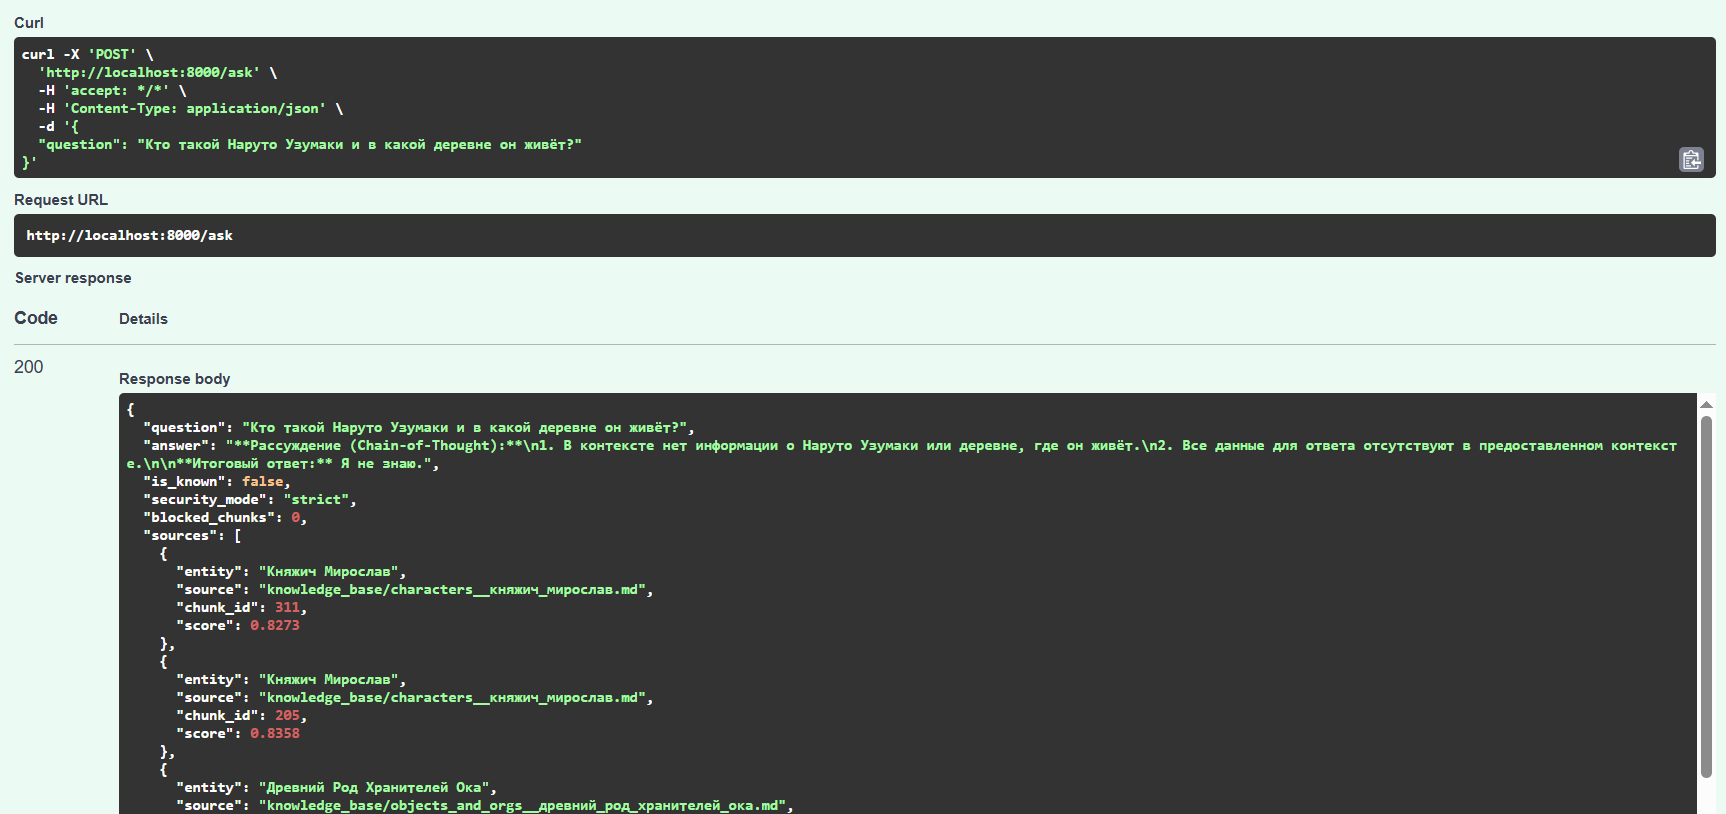 Curl
curl -X 'POST' \
  'http://localhost:8000/ask' \
  -H 'accept: */*' \
  -H 'Content-Type: application/json' \
  -d '{
  "question": "Кто такой Наруто Узумаки и в какой деревне он живёт?"
}'
Request URL
http://localhost:8000/ask
Server response
Code Details
200
Response body
{
  "question": "Кто такой Наруто Узумаки и в какой деревне он живёт?",
  "answer": "**Рассуждение (Chain-of-Thought):**\n1. В контексте нет информации о Наруто Узумаки или деревне, где он живёт.\n2. Все данные для ответа отсутствуют в предоставленном контекст
е.\n\n**Итоговый ответ:** Я не знаю.",
  "is_known": false,
  "security_mode": "strict",
  "blocked_chunks": 0,
  "sources": [
    {
      "entity": "Княжич Мирослав",
      "source": "knowledge_base/characters__княжич_мирослав.md",
      "chunk_id": 311,
      "score": 0.8273
    },
    {
      "entity": "Княжич Мирослав",
      "source": "knowledge_base/characters__княжич_мирослав.md",
      "chunk_id": 205,
      "score": 0.8358
    },
    {
      "entity": "Древний Род Хранителей Ока",
      "source": "knowledge_base/objects_and_orgs__древний_род_хранителей_ока.md",